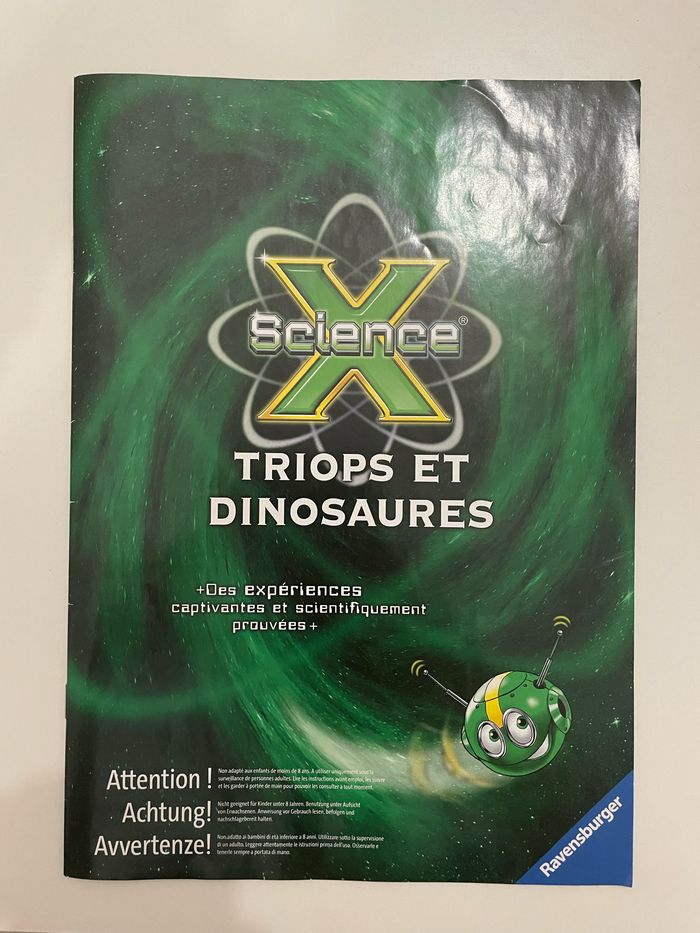 Science X®
TRIOPS ET
DINOSAURES
+Des expériences
captivantes et scientifiquement
prouvées+
Attention !
Non adapté aux enfants de moins de 8 ans. A utiliser uniquement sous la
surveillance de personnes adultes. Lire les instructions avant emploi, les suivre
et les garder à portée de main pour pouvoir les consulter à tout moment.
Achtung!
Nicht geeignet für Kinder unter 8 Jahren. Benutzung unter Aufsicht
von Erwachsenen. Anweisung vor Gebrauch lesen, befolgen und
nachschlagebereit halten.
Avvertenze!
Non adatto ai bambini di età inferiore a 8 anni. Utilizzare sotto la supervisione
di un adulto. Leggere attentamente le istruzioni prima dell'uso. Osservarle e
tenerle sempre a portata di mano.
Ravensburger